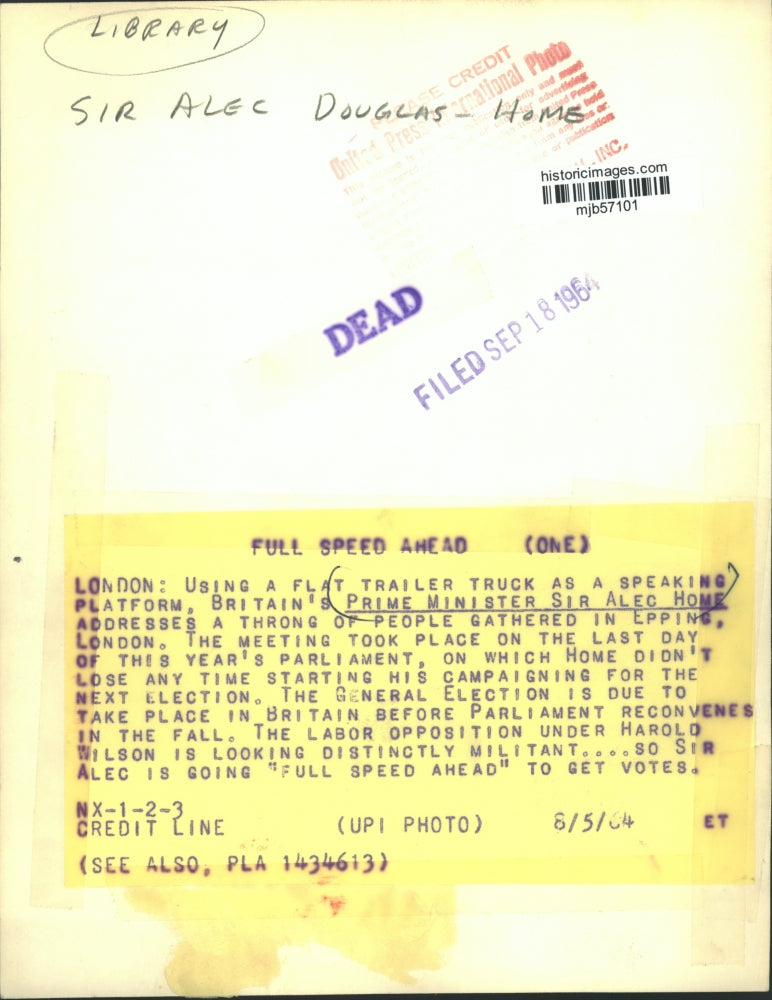 LIBRARY
SIR ALEC DOUGLAS-HOME
PLEASE CREDIT
United Press International Photo
INC.
historicimages.com
mjb57101
DEAD
FILED SEP 18 1964
FULL SPEED AHEAD (ONE)
LONDON: USING A FLAT TRAILER TRUCK AS A SPEAKING
PLATFORM, BRITAIN'S PRIME MINISTER SIR ALEC HOME
ADDRESSES A THRONG OF PEOPLE GATHERED IN EPPING,
LONDON. THE MEETING TOOK PLACE ON THE LAST DAY
OF THIS YEAR'S PARLIAMENT, ON WHICH HOME DIDN'T
LOSE ANY TIME STARTING HIS CAMPAIGNING FOR THE
NEXT ELECTION. THE GENERAL ELECTION IS DUE TO
TAKE PLACE IN BRITAIN BEFORE PARLIAMENT RECONVENES
IN THE FALL. THE LABOR OPPOSITION UNDER HAROLD
WILSON IS LOOKING DISTINCTLY MILITANT....SO SIR
ALEC IS GOING "FULL SPEED AHEAD" TO GET VOTES.
NX-1-2-3
CREDIT LINE (UPI PHOTO) 8/5/64 ET
(SEE ALSO, PLA 1434613)